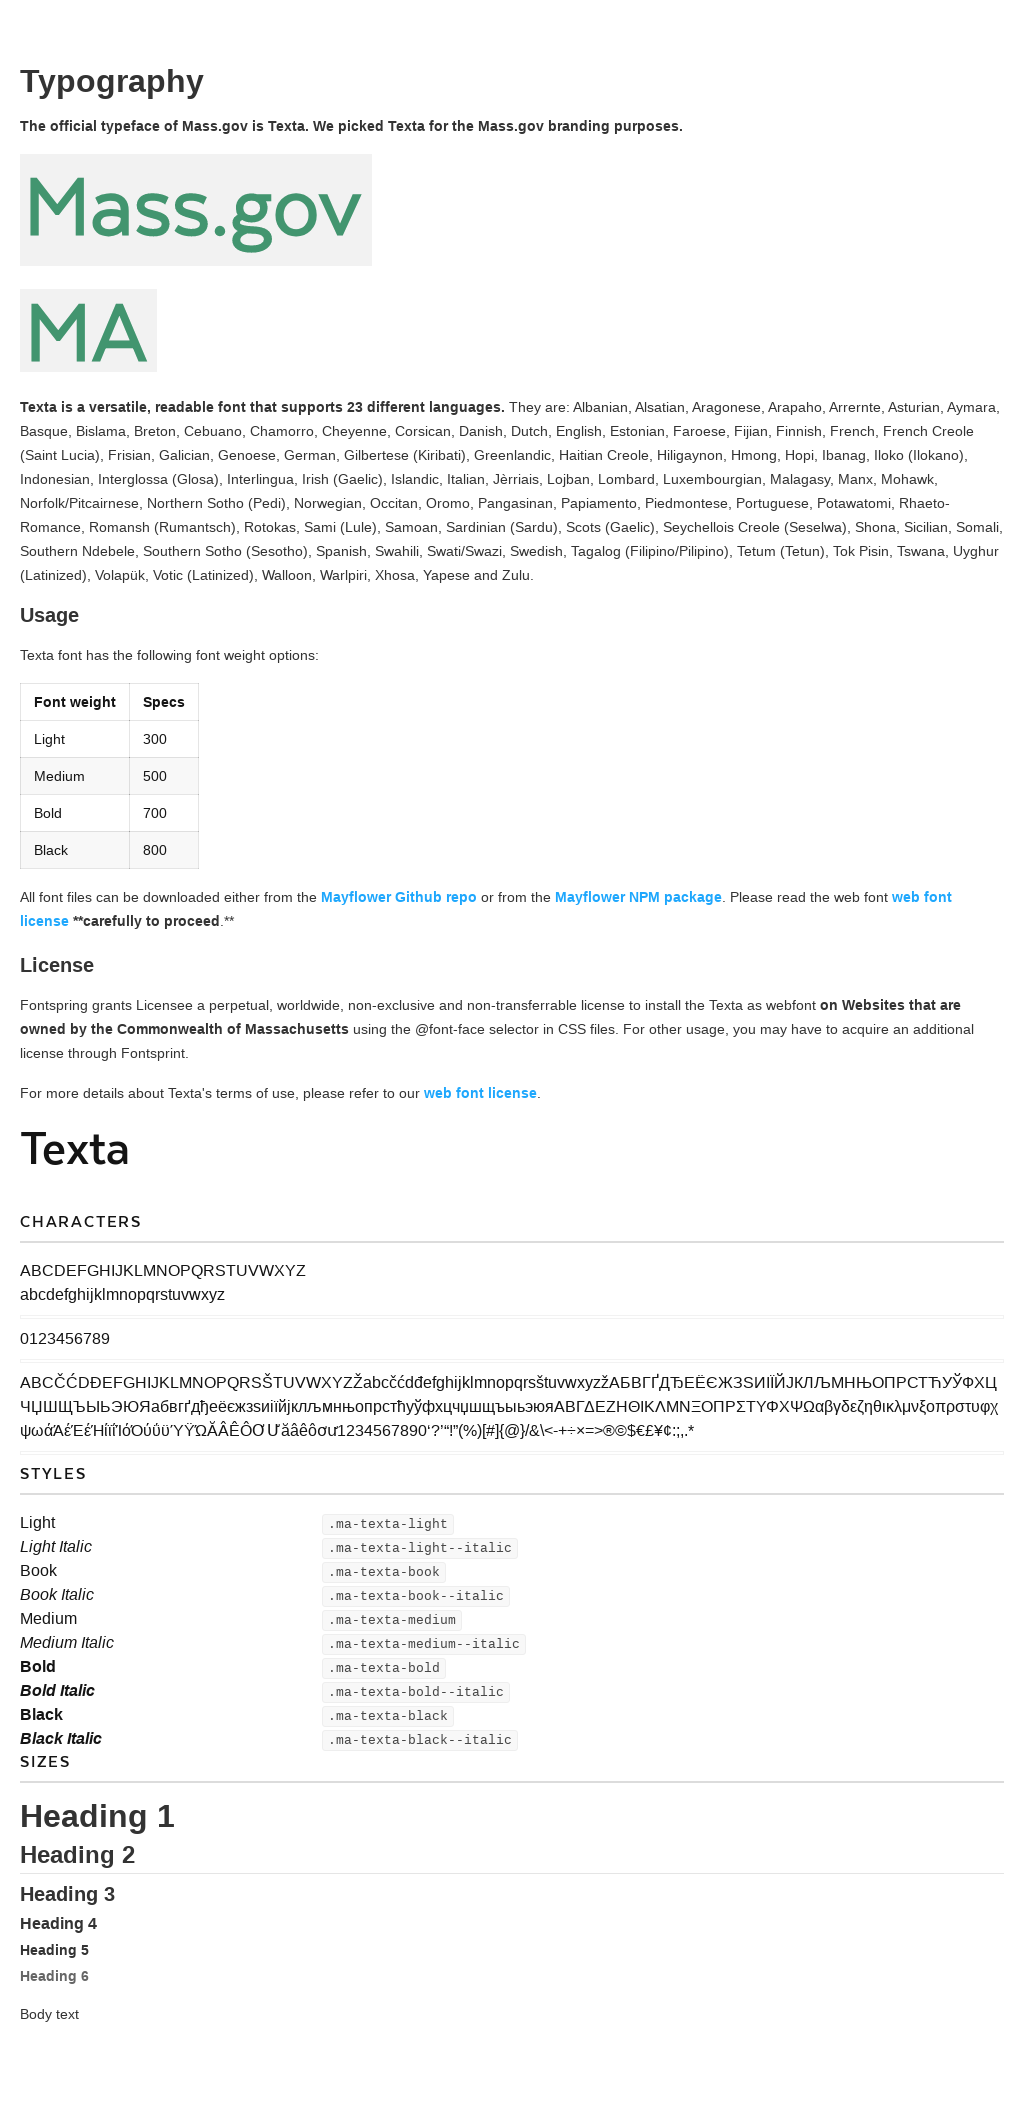 Typography
The official typeface of Mass.gov is Texta. We picked Texta for the Mass.gov branding purposes.
Mass.gov
MA
Texta is a versatile, readable font that supports 23 different languages. They are: Albanian, Alsatian, Aragonese, Arapaho, Arrernte, Asturian, Aymara,
Basque, Bislama, Breton, Cebuano, Chamorro, Cheyenne, Corsican, Danish, Dutch, English, Estonian, Faroese, Fijian, Finnish, French, French Creole
(Saint Lucia), Frisian, Galician, Genoese, German, Gilbertese (Kiribati), Greenlandic, Haitian Creole, Hiligaynon, Hmong, Hopi, Ibanag, Iloko (Ilokano),
Indonesian, Interglossa (Glosa), Interlingua, Irish (Gaelic), Islandic, Italian, Jèrriais, Lojban, Lombard, Luxembourgian, Malagasy, Manx, Mohawk,
Norfolk/Pitcairnese, Northern Sotho (Pedi), Norwegian, Occitan, Oromo, Pangasinan, Papiamento, Piedmontese, Portuguese, Potawatomi, Rhaeto-
Romance, Romansh (Rumantsch), Rotokas, Sami (Lule), Samoan, Sardinian (Sardu), Scots (Gaelic), Seychellois Creole (Seselwa), Shona, Sicilian, Somali,
Southern Ndebele, Southern Sotho (Sesotho), Spanish, Swahili, Swati/Swazi, Swedish, Tagalog (Filipino/Pilipino), Tetum (Tetun), Tok Pisin, Tswana, Uyghur
(Latinized), Volapük, Votic (Latinized), Walloon, Warlpiri, Xhosa, Yapese and Zulu.
Usage
Texta font has the following font weight options:
Font weight Specs
Light 300
Medium 500
Bold 700
Black 800
All font files can be downloaded either from the Mayflower Github repo or from the Mayflower NPM package. Please read the web font web font
license **carefully to proceed.**
License
Fontspring grants Licensee a perpetual, worldwide, non-exclusive and non-transferrable license to install the Texta as webfont on Websites that are
owned by the Commonwealth of Massachusetts using the @font-face selector in CSS files. For other usage, you may have to acquire an additional
license through Fontsprint.
For more details about Texta's terms of use, please refer to our web font license.
Texta
CHARACTERS
ABCDEFGHIJKLMNOPQRSTUVWXYZ
abcdefghijklmnopqrstuvwxyz
0123456789
ABCČĆDĐEFGHIJKLMNOPQRSŠTUVWXYZŽabcčćdđefghijklmnopqrsštuvwxyzžАБВГҐДЂЕЁЄЖЗЅИІЇЙЈКЛЉМНЊОПРСТЋУЎФХЦ
ЧЏШЩЪЫЬЭЮЯабвгґдђеёєжзѕиіїйјклљмнњопрстћуўфхцчџшщъыьэюяΑΒΓΔΕΖΗΘΙΚΛΜΝΞΟΠΡΣΤΥΦΧΨΩαβγδεζηθικλμνξοπρστυφχ
ψωάΆέΈέΉίϊΐΊόΌύΰϋΎΫΏĂÂÊÔƠƯăâêôơư1234567890‘?’“!”(%)[#]{@}/&\<-+÷×=>®©$€£¥¢:;,.*
STYLES
Light .ma-texta-light
Light Italic .ma-texta-light--italic
Book .ma-texta-book
Book Italic .ma-texta-book--italic
Medium .ma-texta-medium
Medium Italic .ma-texta-medium--italic
Bold .ma-texta-bold
Bold Italic .ma-texta-bold--italic
Black .ma-texta-black
Black Italic .ma-texta-black--italic
SIZES
Heading 1
Heading 2
Heading 3
Heading 4
Heading 5
Heading 6
Body text